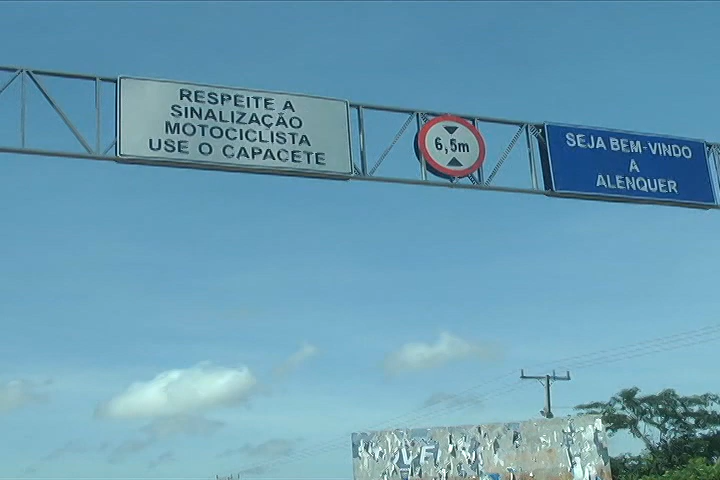 RESPEITE A
SINALIZAÇÃO
MOTOCICLISTA
USE O CAPACETE
6,5m
SEJA BEM-VINDO
A
ALENQUER